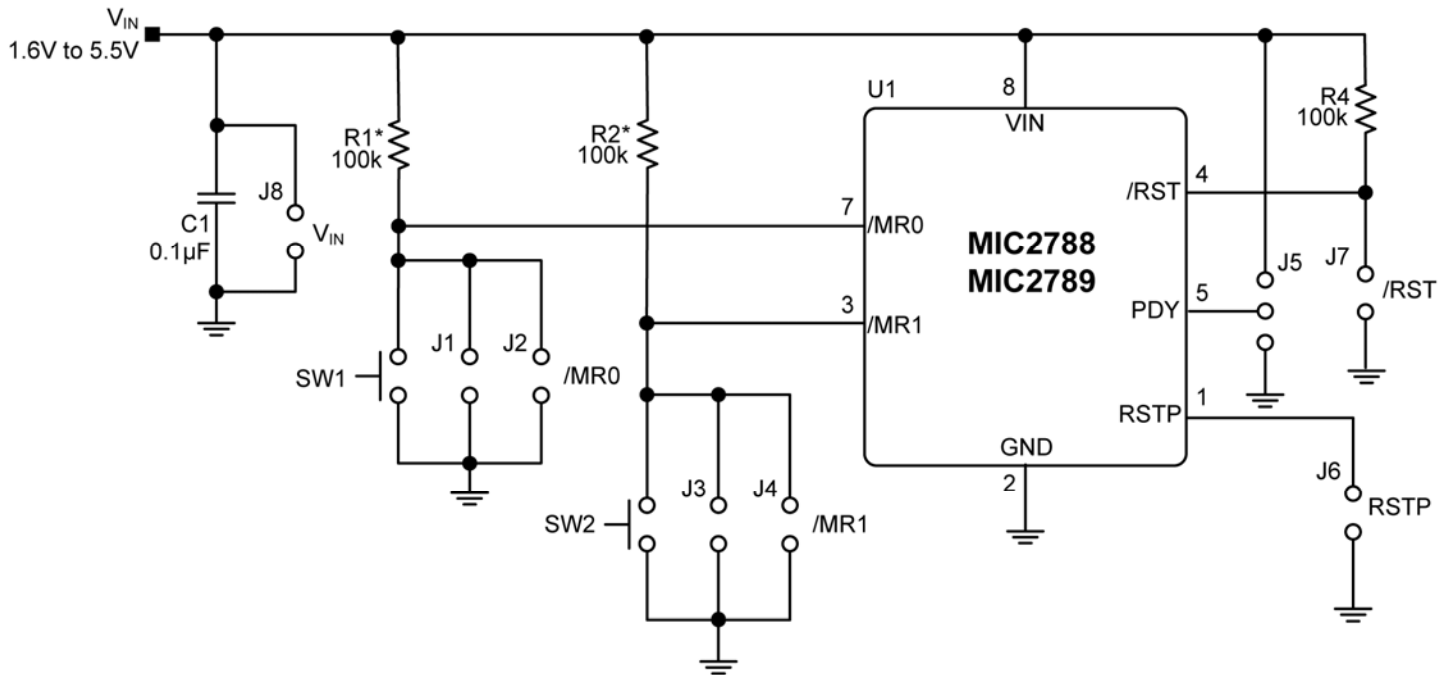 VIN
1.6V to 5.5V
U1
8
VIN
R4
100k
R1*
100k
R2*
100k
J8
VIN
C1
0.1µF
7
/MR0
MIC2788
MIC2789
/RST
4
J5
J7
/RST
3
/MR1
PDY
5
SW1
J1
J2
/MR0
RSTP
1
GND
2
J6
RSTP
SW2
J3
J4
/MR1